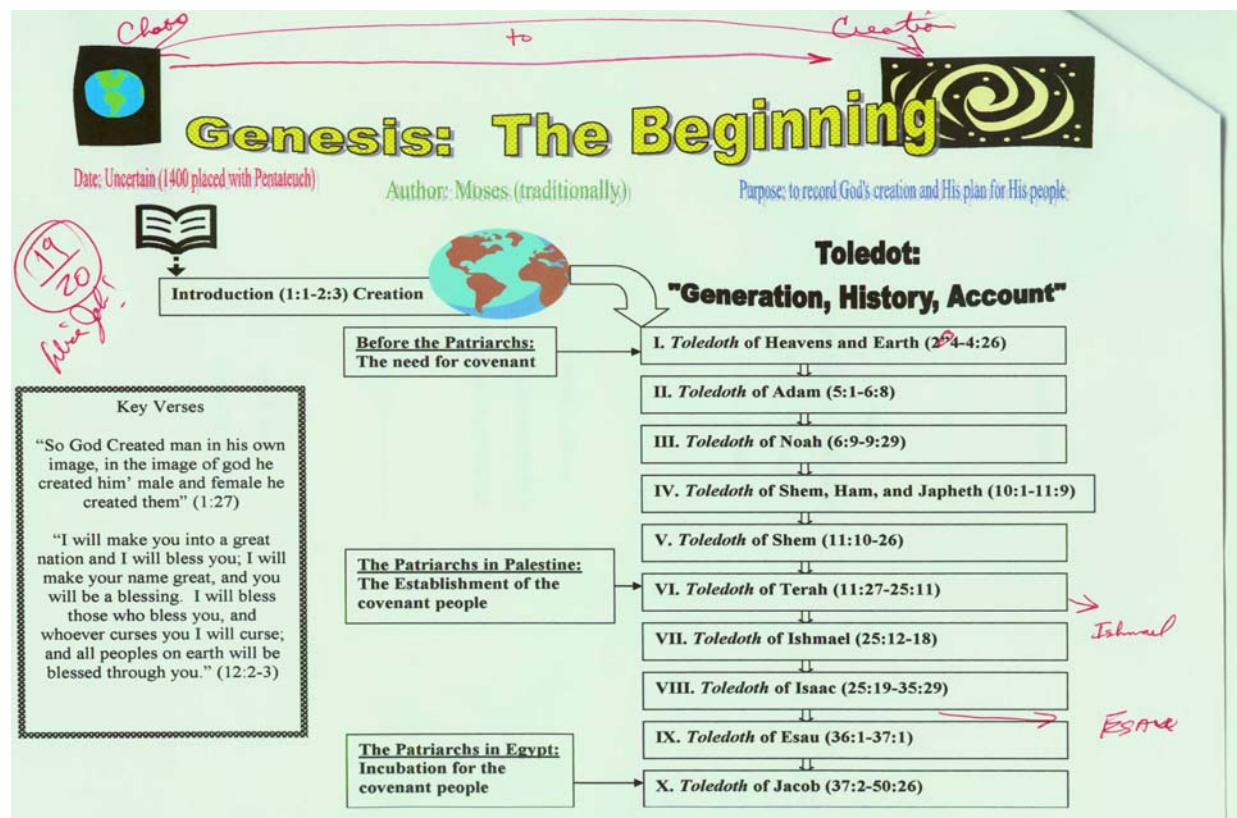 Chaos
to
Creation
Genesis: The Beginning
Date: Uncertain (1400 placed with Pentateuch)
Author: Moses (traditionally)
Purpose: to record God's creation and His plan for His people
19
20
Introduction (1:1-2:3) Creation
Toledot:
"Generation, History, Account"
Before the Patriarchs:
The need for covenant
I. Toledoth of Heavens and Earth (2:4-4:26)
II. Toledoth of Adam (5:1-6:8)
III. Toledoth of Noah (6:9-9:29)
IV. Toledoth of Shem, Ham, and Japheth (10:1-11:9)
V. Toledoth of Shem (11:10-26)
The Patriarchs in Palestine:
The Establishment of the
covenant people
VI. Toledoth of Terah (11:27-25:11)
Ishmael
VII. Toledoth of Ishmael (25:12-18)
VIII. Toledoth of Isaac (25:19-35:29)
ESAU
IX. Toledoth of Esau (36:1-37:1)
The Patriarchs in Egypt:
Incubation for the
covenant people
X. Toledoth of Jacob (37:2-50:26)
Key Verses
“So God Created man in his own
image, in the image of god he
created him’ male and female he
created them” (1:27)
“I will make you into a great
nation and I will bless you; I will
make your name great, and you
will be a blessing. I will bless
those who bless you, and
whoever curses you I will curse;
and all peoples on earth will be
blessed through you.” (12:2-3)